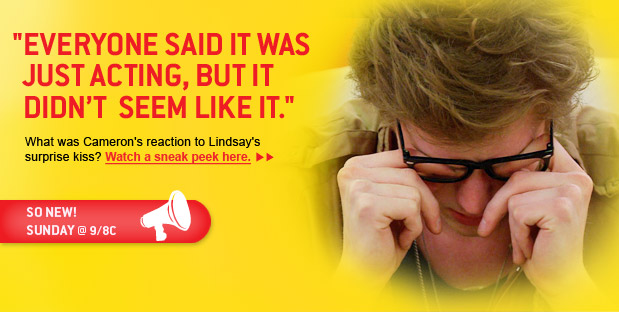 "EVERYONE SAID IT WAS
JUST ACTING, BUT IT
DIDN'T SEEM LIKE IT."
What was Cameron's reaction to Lindsay's
surprise kiss? Watch a sneak peek here.
SO NEW!
SUNDAY @ 9/8C